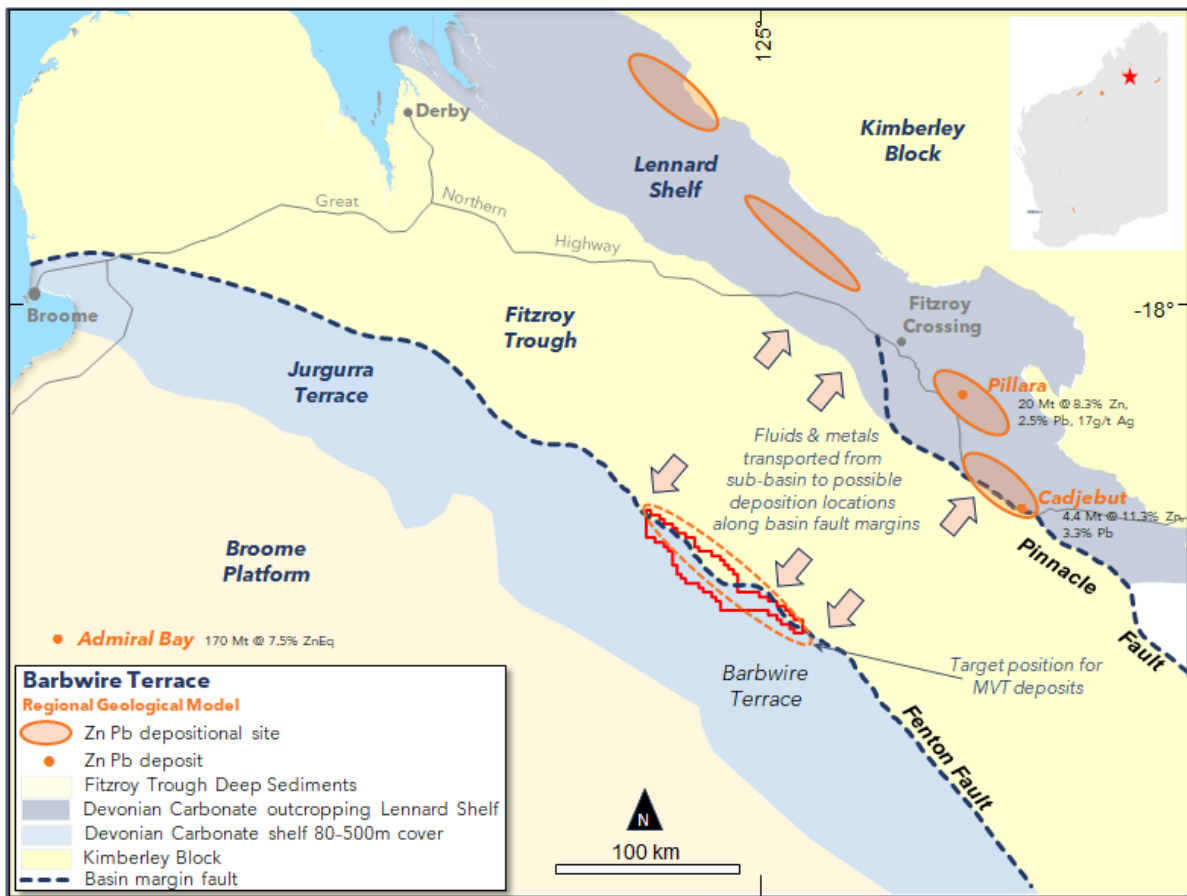 125°
Derby
Kimberley
Block
Lennard
Shelf
Great
Northern
Highway
Broome
Fitzroy
Trough
Fitzroy
Crossing
-18°
Jurgurra
Terrace
Pillara
20 Mt @ 8.3% Zn,
2.5% Pb, 17g/t Ag
Fluids & metals
transported from
sub-basin to possible
deposition locations
along basin fault margins
Cadjebut
4.4 Mt @ 11.3% Zn,
3.3% Pb
Broome
Platform
Pinnacle
Fault
Admiral Bay 170 Mt @ 7.5% ZnEq
Barbwire
Terrace
Target position for
MVT deposits
Fenton Fault
Barbwire Terrace
Regional Geological Model
Zn Pb depositional site
Zn Pb deposit
Fitzroy Trough Deep Sediments
Devonian Carbonate outcropping Lennard Shelf
Devonian Carbonate shelf 80-500m cover
Kimberley Block
Basin margin fault
N
100 km